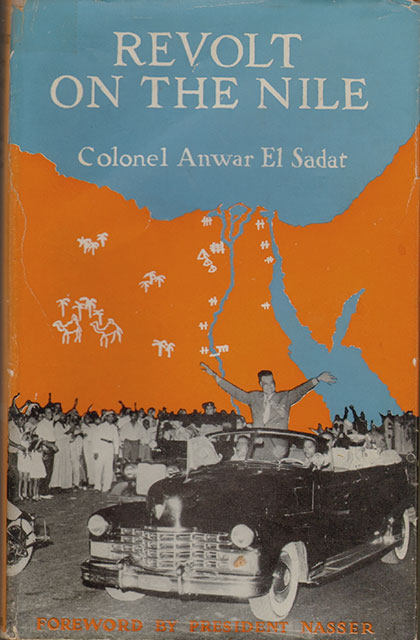 REVOLT
ON THE NILE
Colonel Anwar El Sadat
FOREWORD BY PRESIDENT NASSER